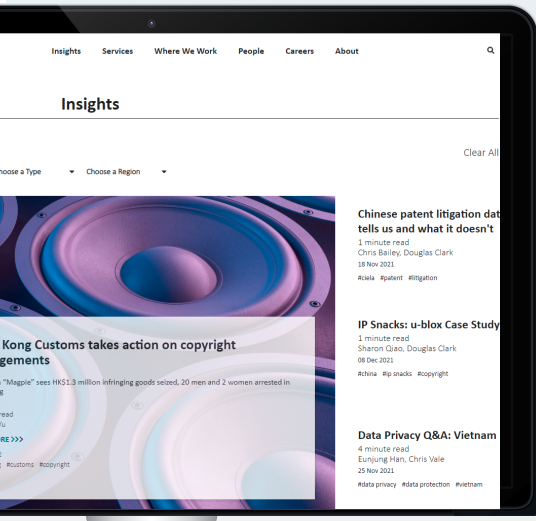 Insights Services Where We Work People Careers About
Insights
Clear All
a Type Choose a Region
Kong Customs takes action on copyright
"Magpie" sees HK$1.3 million infringing goods seized, 20 men and 2 women arrested in
#customs #copyright
Chinese patent litigation
tells us and what it doesn't
1 minute read
Chris Bailey, Douglas Clark
18 Nov 2021
#ciela #patent #litigation
IP Snacks: u-blox Case Study
1 minute read
Sharon Qiao, Douglas Clark
08 Dec 2021
#china #ip snacks #copyright
Data Privacy Q&A: Vietnam
4 minute read
Eunjung Han, Chris Vale
25 Nov 2021
#data privacy #data protection #vietnam